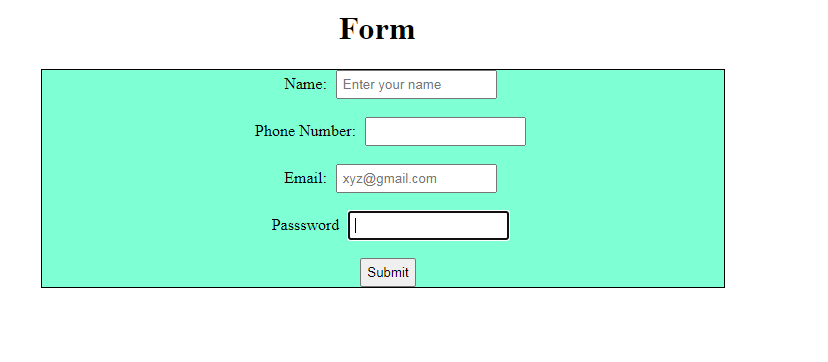 Form
Name: Enter your name
Phone Number:
Email: xyz@gmail.com
Passsword
Submit